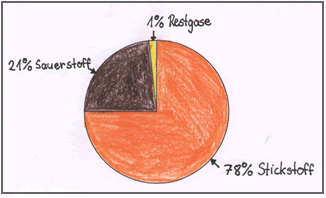 1% Restgase
21% Sauerstoff
78% Stickstoff